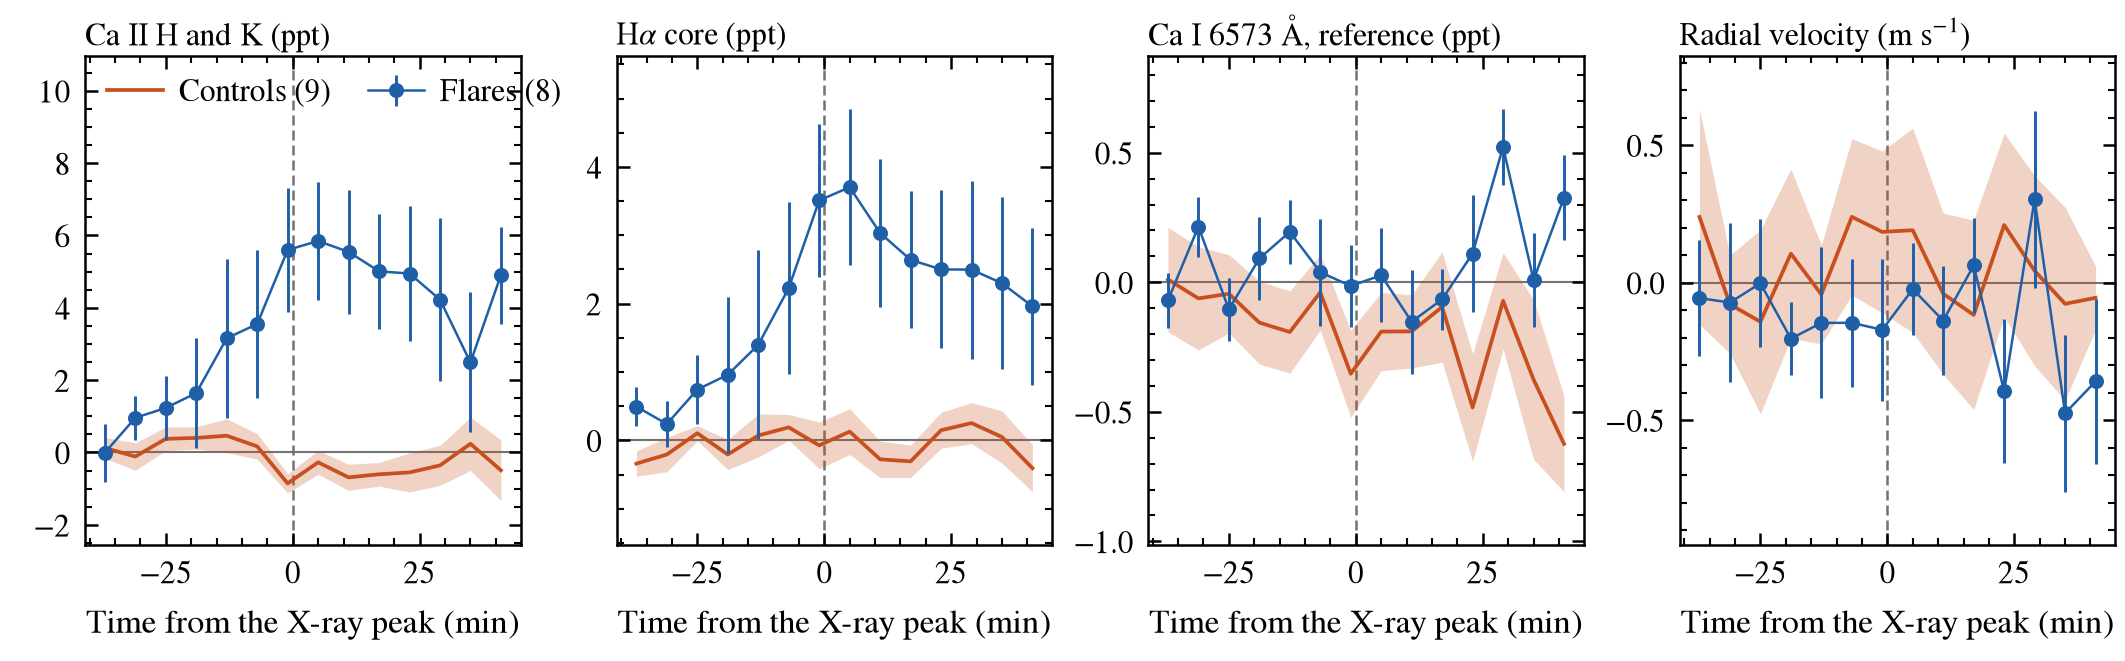 Ca II H and K (ppt)
Controls (9)
Flares (8)
10
8
6
4
2
0
−2
−25
0
25
Time from the X-ray peak (min)
Hα core (ppt)
4
2
0
−25
0
25
Time from the X-ray peak (min)
Ca I 6573 Å, reference (ppt)
0.5
0.0
−0.5
−1.0
−25
0
25
Time from the X-ray peak (min)
Radial velocity (m s⁻¹)
0.5
0.0
−0.5
−25
0
25
Time from the X-ray peak (min)